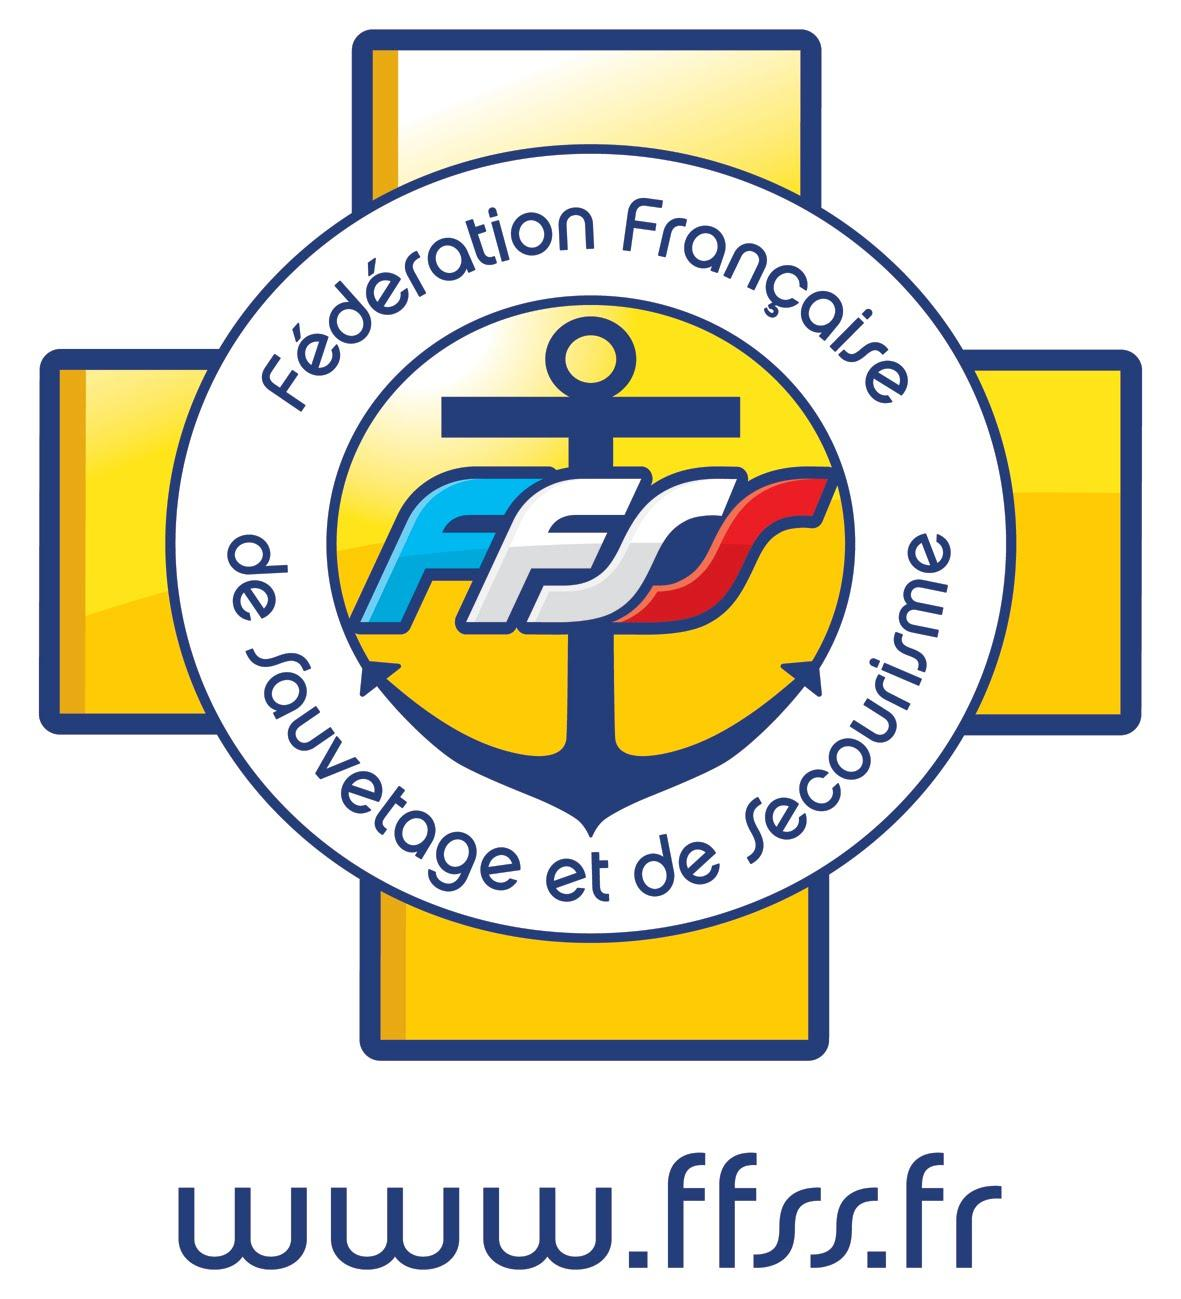 Fédération Française
de Sauvetage et de Secourisme
FFSS
www.ffss.fr